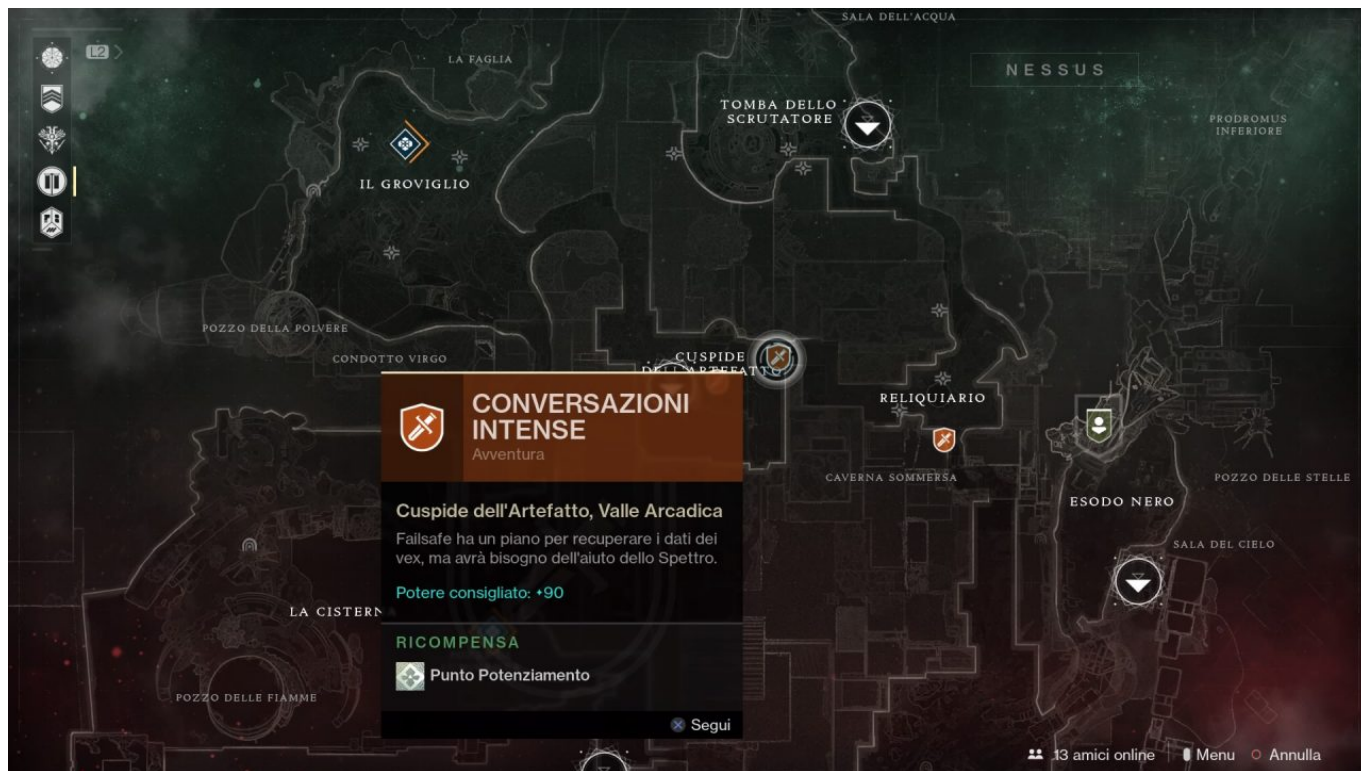 SALA DELL'ACQUA
L2
LA FAGLIA
NESSUS
TOMBA DELLO
SCRUTATORE
PRODROMUS
INFERIORE
IL GROVIGLIO
POZZO DELLA POLVERE
CONDOTTO VIRGO
CUSPIDE
DELL'ARTEFATTO
RELIQUIARIO
CONVERSAZIONI
INTENSE
Avventura
CAVERNA SOMMERSA
POZZO DELLE STELLE
ESODO NERO
Cuspide dell'Artefatto, Valle Arcadica
Failsafe ha un piano per recuperare i dati dei
vex, ma avrà bisogno dell'aiuto dello Spettro.
SALA DEL CIELO
Potere consigliato: +90
LA CISTERN
RICOMPENSA
Punto Potenziamento
POZZO DELLE FIAMME
Segui
13 amici online
Menu
Annulla